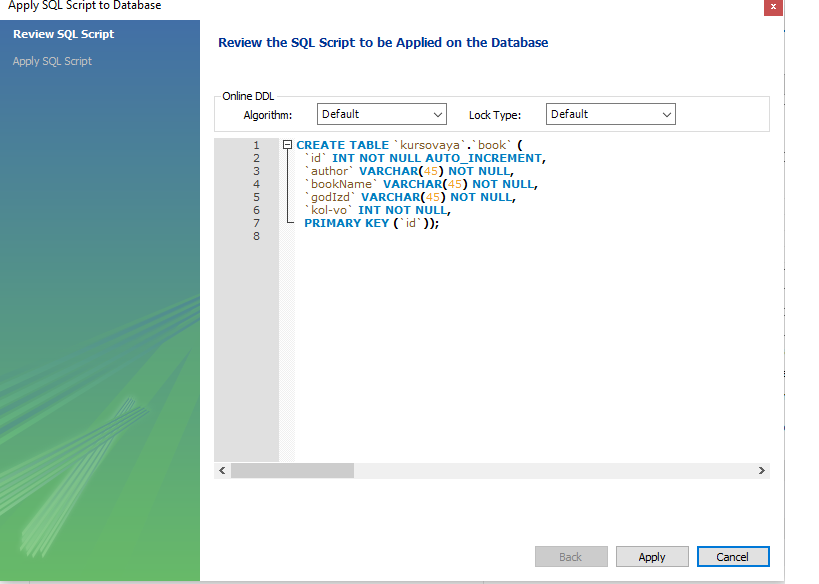 Apply SQL Script to Database
x
Review SQL Script
Apply SQL Script
Review the SQL Script to be Applied on the Database
Online DDL
Algorithm: Default Lock Type: Default
1 CREATE TABLE `kursovaya`.`book` (
2 `id` INT NOT NULL AUTO_INCREMENT,
3 `author` VARCHAR(45) NOT NULL,
4 `bookName` VARCHAR(45) NOT NULL,
5 `godIzd` VARCHAR(45) NOT NULL,
6 `kol-vo` INT NOT NULL,
7 PRIMARY KEY (`id`));
8
Back Apply Cancel